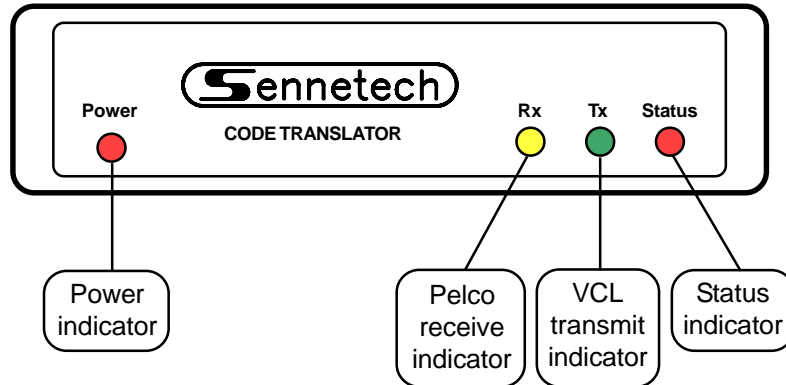 Sennetech
Power
Rx
Tx
Status
CODE TRANSLATOR
Power
indicator
Pelco
receive
indicator
VCL
transmit
indicator
Status
indicator